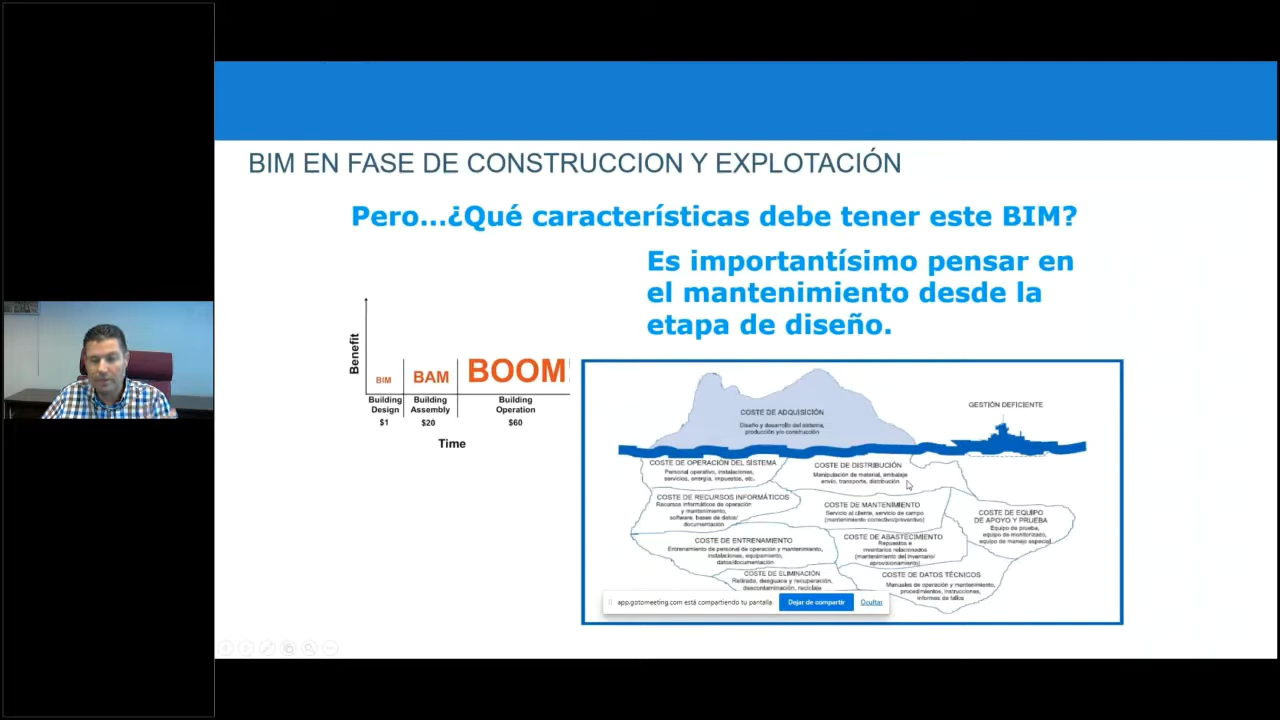 BIM EN FASE DE CONSTRUCCION Y EXPLOTACIÓN
Pero...¿Qué características debe tener este BIM?
Es importantísimo pensar en
el mantenimiento desde la
etapa de diseño.
Benefit
BIM
BAM
BOOM
Building
Design
$1
Building
Assembly
$20
Building
Operation
$60
Time
COSTE DE ADQUISICIÓN
Diseño y desarrollo del sistema,
producción y/o construcción
GESTIÓN DEFICIENTE
COSTE DE OPERACIÓN DEL SISTEMA
Personal operativo, instalaciones,
servicios, energía, impuestos, etc.
COSTE DE DISTRIBUCIÓN
Manipulación de material, embalaje
envío, transporte, distribución
COSTE DE RECURSOS INFORMÁTICOS
Recursos informáticos de operación
y mantenimiento,
software, bases de datos/
documentación
COSTE DE MANTENIMIENTO
Servicio al cliente, servicio de campo
(mantenimiento correctivo/preventivo)
COSTE DE EQUIPO
DE APOYO Y PRUEBA
Equipo de prueba,
equipo de monitorizado,
equipo de manejo especial
COSTE DE ENTRENAMIENTO
Entrenamiento de personal de operación y mantenimiento,
instalaciones, equipamiento,
datos/documentación
COSTE DE ABASTECIMIENTO
Repuestos e
inventarios relacionados
(mantenimiento del inventario/
aprovisionamiento)
COSTE DE ELIMINACIÓN
Retirada, desguace y recuperación,
descontaminación, reciclaje
COSTE DE DATOS TÉCNICOS
Manuales de operación y mantenimiento,
procedimientos, instrucciones,
informes de fallos
app.gotomeeting.com está compartiendo tu pantalla.
Dejar de compartir
Ocultar